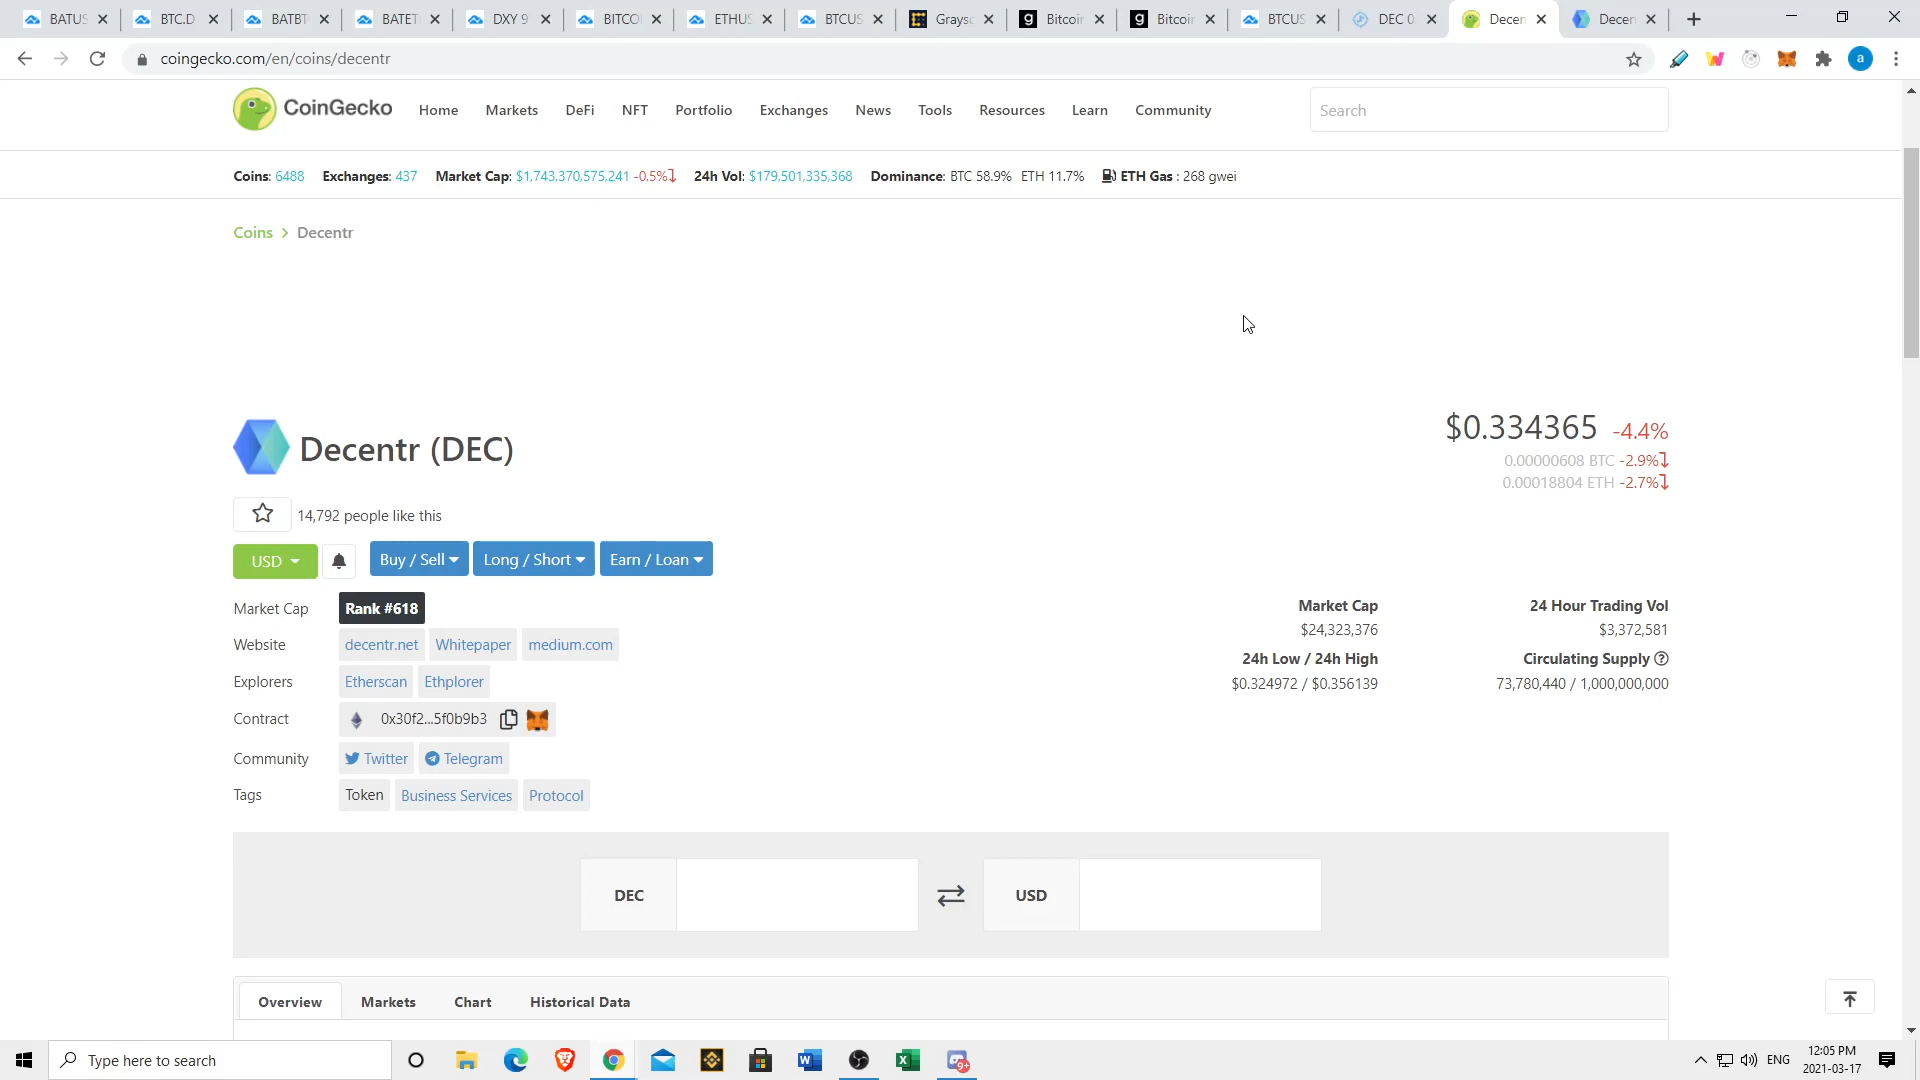 BATUS
BTC.D
BATBT
BATET
DXY 9
BITCO
ETHUS
BTCUS
Graysc
Bitcoin
Bitcoin
BTCUS
DEC 0.
Decen
Decen
coingecko.com/en/coins/decentr
a
CoinGecko
Home
Markets
DeFi
NFT
Portfolio
Exchanges
News
Tools
Resources
Learn
Community
Search
Coins: 6488 Exchanges: 437 Market Cap: $1,743,370,575,241 -0.5% 24h Vol: $179,501,335,368 Dominance: BTC 58.9% ETH 11.7% ETH Gas : 268 gwei
Coins > Decentr
Decentr (DEC)
$0.334365 -4.4%
0.00000608 BTC -2.9%
0.00018804 ETH -2.7%
14,792 people like this
USD
Buy / Sell
Long / Short
Earn / Loan
Market Cap Rank #618
Website decentr.net Whitepaper medium.com
Explorers Etherscan Ethplorer
Contract 0x30f2...5f0b9b3
Community Twitter Telegram
Tags Token Business Services Protocol
Market Cap
$24,323,376
24 Hour Trading Vol
$3,372,581
24h Low / 24h High
$0.324972 / $0.356139
Circulating Supply ?
73,780,440 / 1,000,000,000
DEC
USD
Overview
Markets
Chart
Historical Data
Type here to search
9+
ENG
12:05 PM
2021-03-17